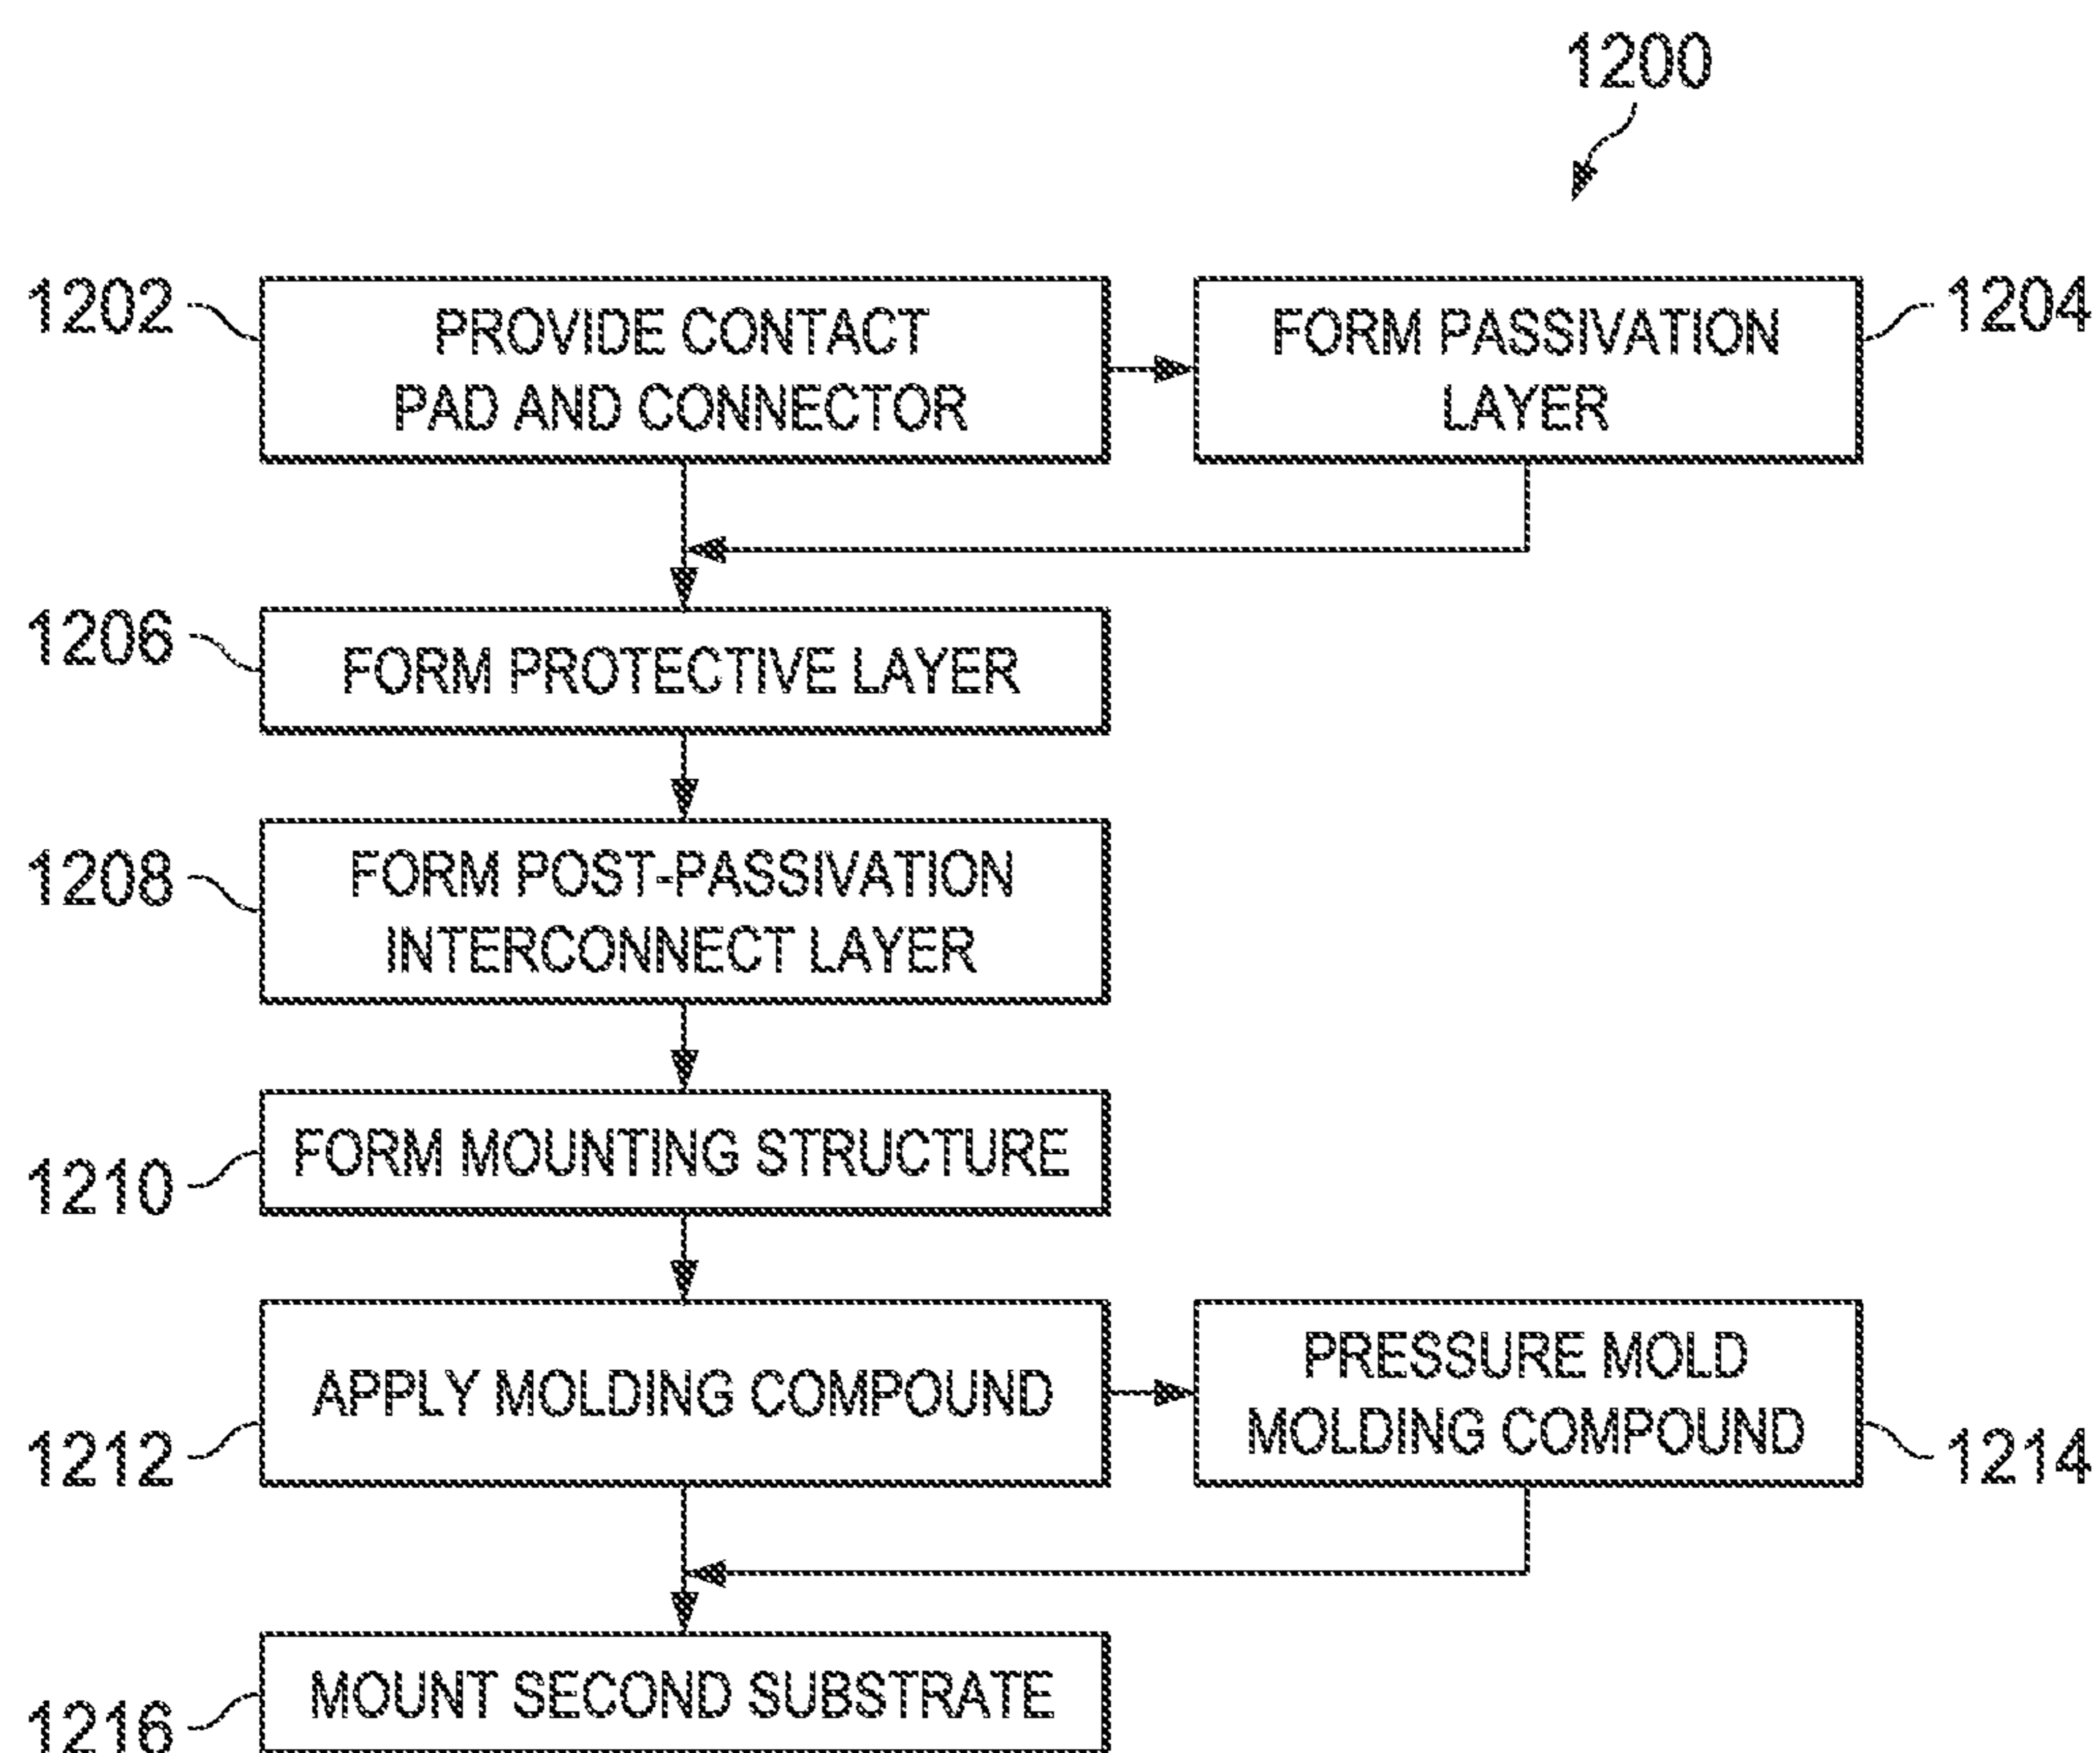 1200
1202
PROVIDE CONTACT
PAD AND CONNECTOR
FORM PASSIVATION
LAYER
1204
1206
FORM PROTECTIVE LAYER
1208
FORM POST-PASSIVATION
INTERCONNECT LAYER
1210
FORM MOUNTING STRUCTURE
1212
APPLY MOLDING COMPOUND
PRESSURE MOLD
MOLDING COMPOUND
1214
1216
MOUNT SECOND SUBSTRATE